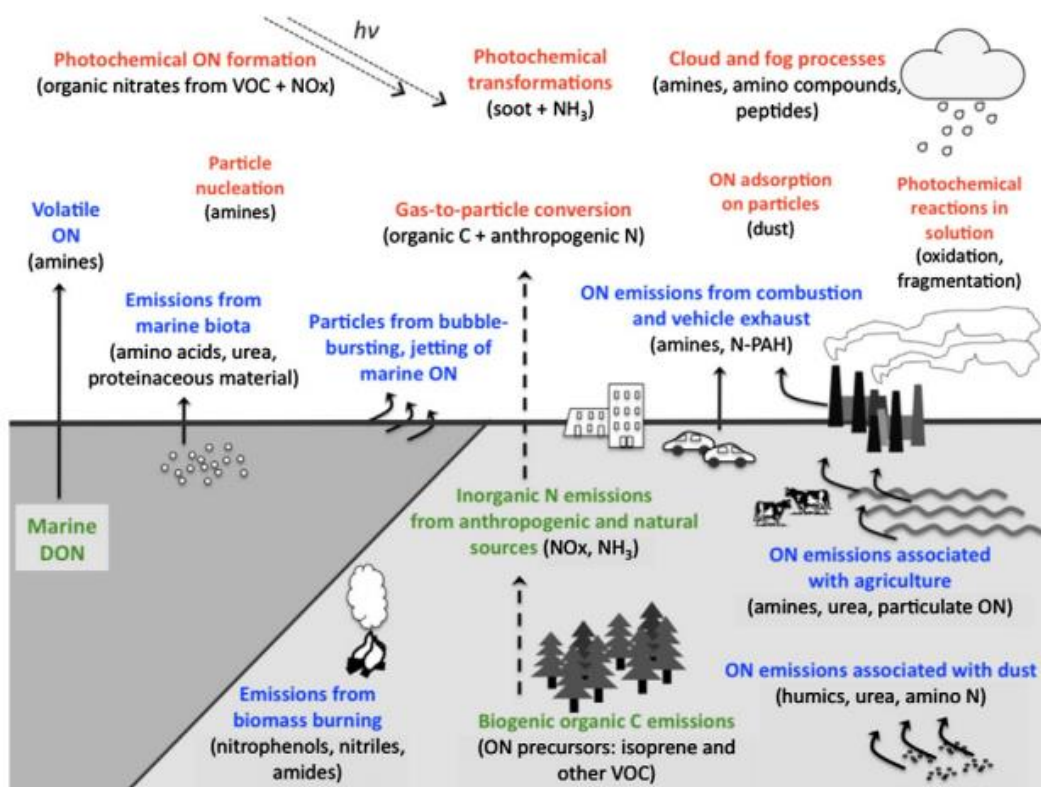 hv
Photochemical ON formation
(organic nitrates from VOC + NOx)
Photochemical
transformations
(soot + NH₃)
Cloud and fog processes
(amines, amino compounds,
peptides)
Particle
nucleation
(amines)
Volatile
ON
(amines)
Gas-to-particle conversion
(organic C + anthropogenic N)
ON adsorption
on particles
(dust)
Photochemical
reactions in
solution
(oxidation,
fragmentation)
Emissions from
marine biota
(amino acids, urea,
proteinaceous material)
Particles from bubble-
bursting, jetting of
marine ON
ON emissions from combustion
and vehicle exhaust
(amines, N-PAH)
Marine
DON
Inorganic N emissions
from anthropogenic and natural
sources (NOx, NH₃)
ON emissions associated
with agriculture
(amines, urea, particulate ON)
Emissions from
biomass burning
(nitrophenols, nitriles,
amides)
Biogenic organic C emissions
(ON precursors: isoprene and
other VOC)
ON emissions associated with dust
(humics, urea, amino N)